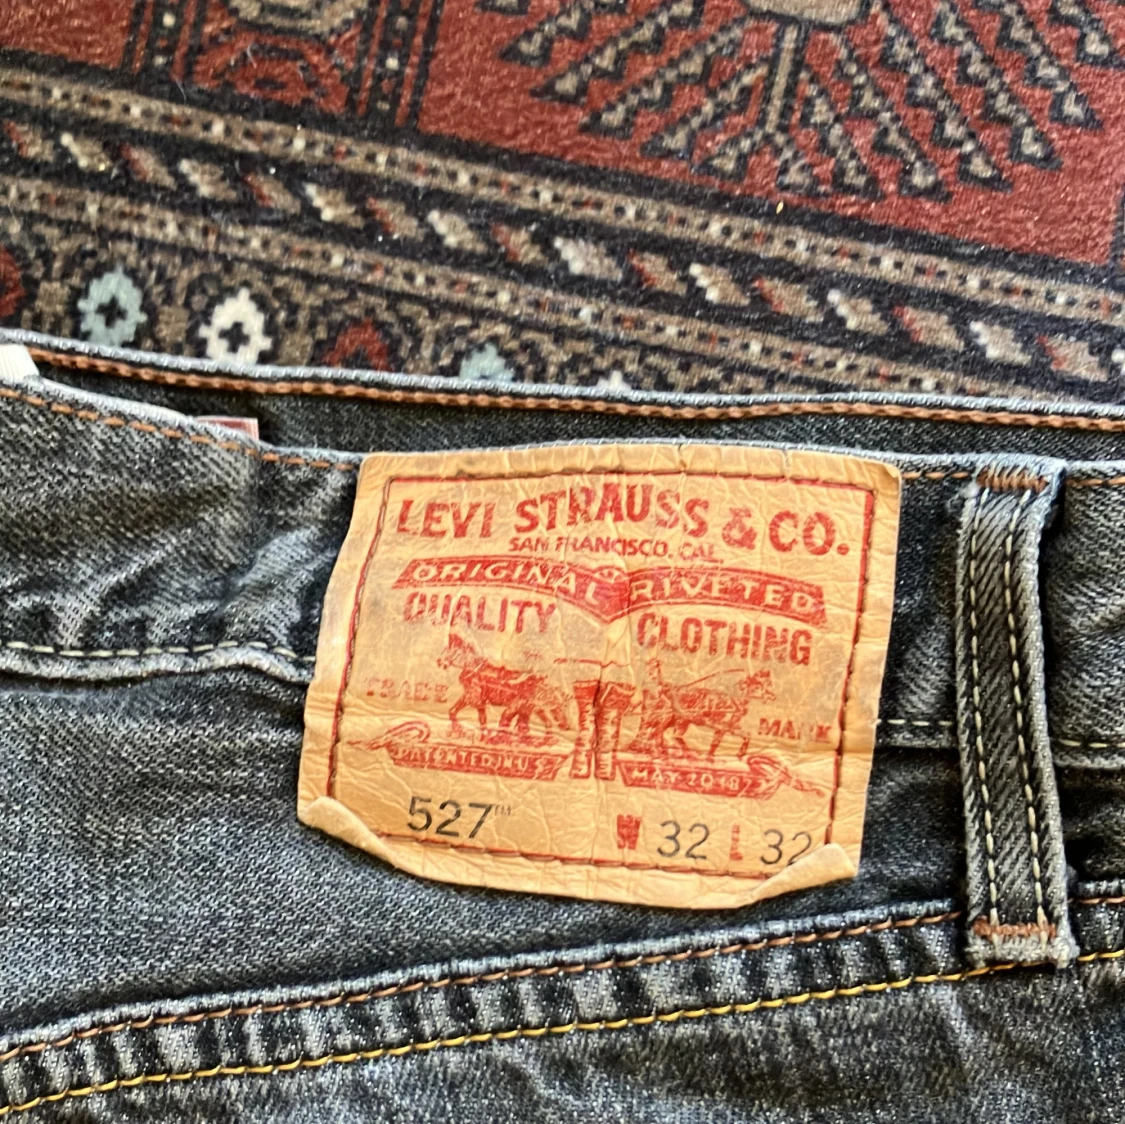 LEVI STRAUSS & CO.
SAN FRANCISCO, CAL.
ORIGINAL RIVETED
QUALITY CLOTHING
TRADE MARK
PATENTED IN U.S. MAY 20 1873
527™ W 32 L 32